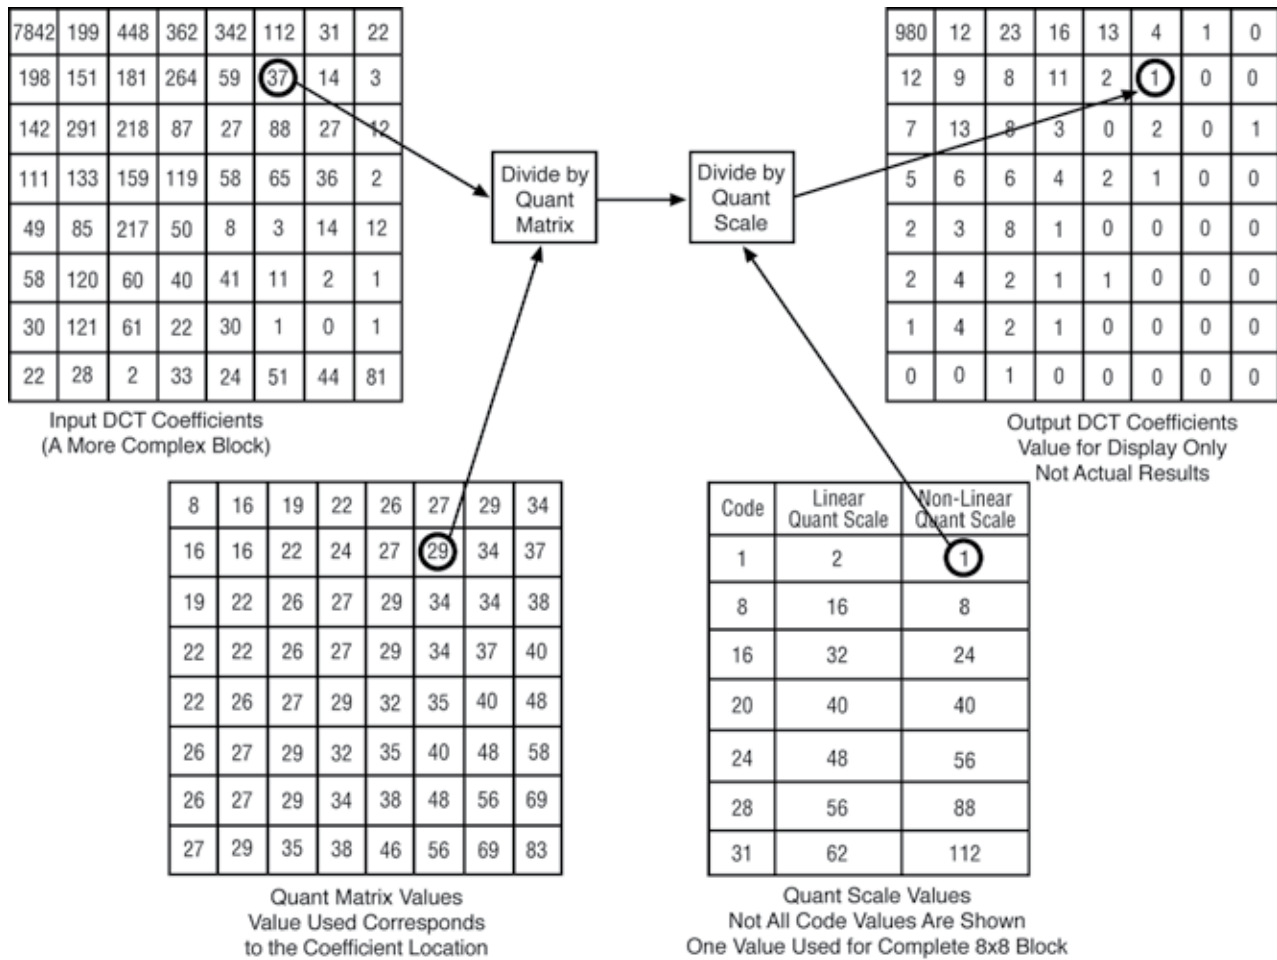 7842 199 448 362 342 112 31 22
198 151 181 264 59 37 14 3
142 291 218 87 27 88 27 12
111 133 159 119 58 65 36 2
49 85 217 50 8 3 14 12
58 120 60 40 41 11 2 1
30 121 61 22 30 1 0 1
22 28 2 33 24 51 44 81
Input DCT Coefficients
(A More Complex Block)
Divide by
Quant
Matrix
Divide by
Quant
Scale
980 12 23 16 13 4 1 0
12 9 8 11 2 1 0 0
7 13 8 3 0 2 0 1
5 6 6 4 2 1 0 0
2 3 8 1 0 0 0 0
2 4 2 1 1 0 0 0
1 4 2 1 0 0 0 0
0 0 1 0 0 0 0 0
Output DCT Coefficients
Value for Display Only
Not Actual Results
8 16 19 22 26 27 29 34
16 16 22 24 27 29 34 37
19 22 26 27 29 34 34 38
22 22 26 27 29 34 37 40
22 26 27 29 32 35 40 48
26 27 29 32 35 40 48 58
26 27 29 34 38 48 56 69
27 29 35 38 46 56 69 83
Quant Matrix Values
Value Used Corresponds
to the Coefficient Location
Code Linear Quant Scale Non-Linear Quant Scale
1 2 1
8 16 8
16 32 24
20 40 40
24 48 56
28 56 88
31 62 112
Quant Scale Values
Not All Code Values Are Shown
One Value Used for Complete 8x8 Block